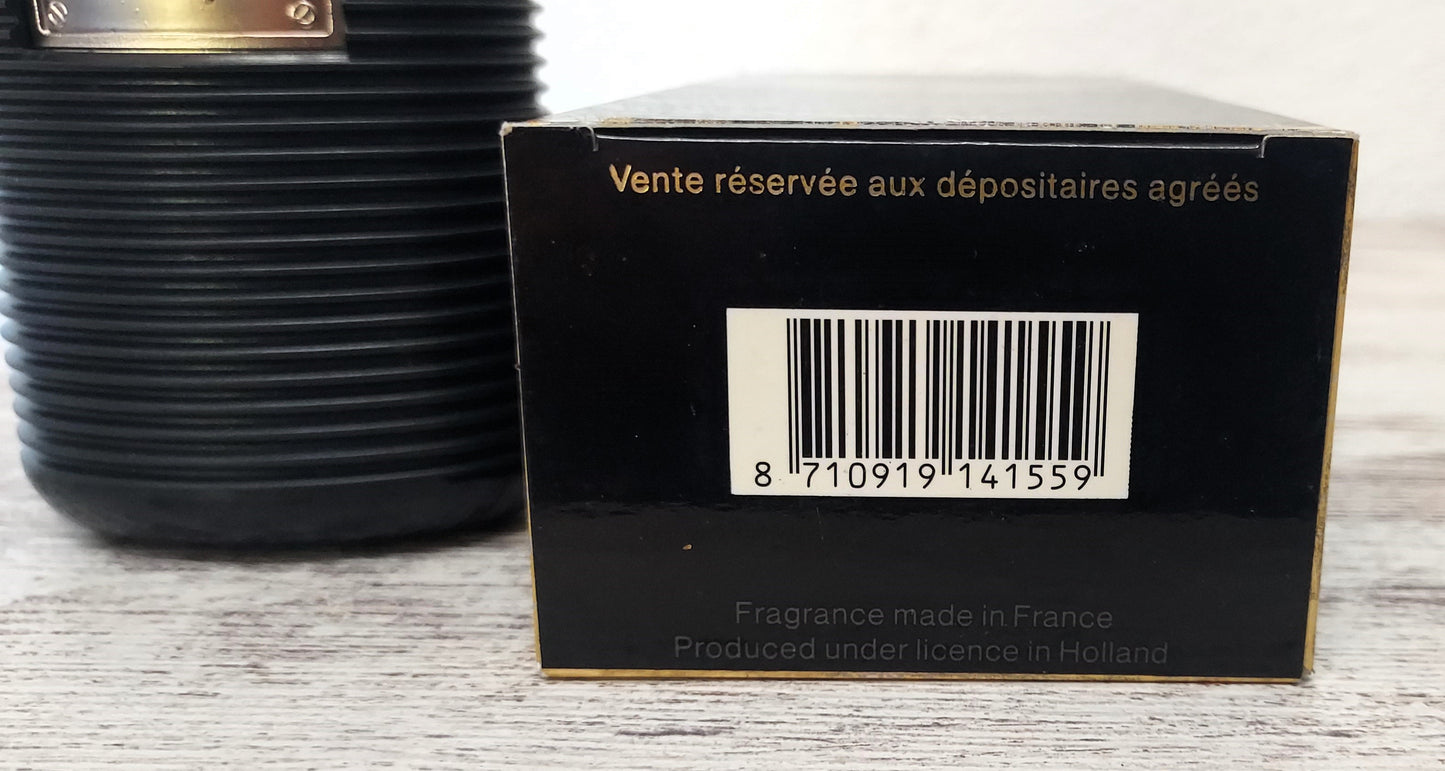 Vente réservée aux dépositaires agréés
8 710919 141559
Fragrance made in France
Produced under licence in Holland